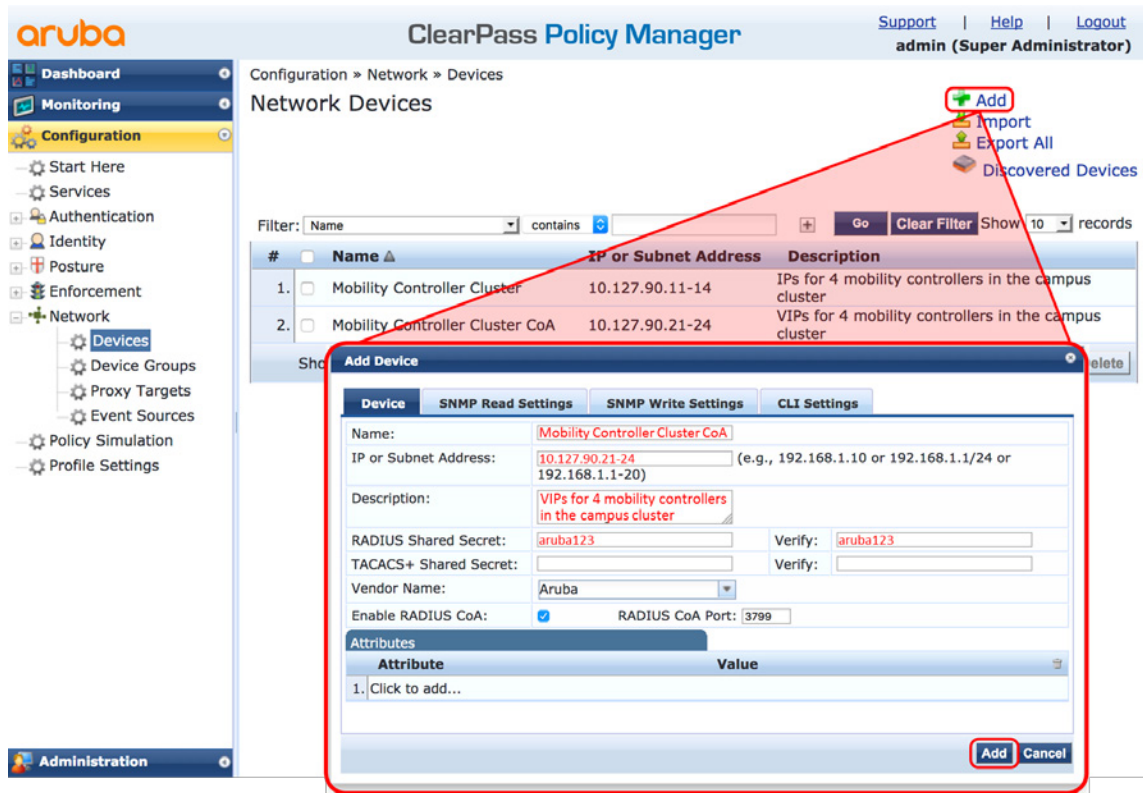 aruba
ClearPass Policy Manager
Support | Help | Logout
admin (Super Administrator)
Dashboard
Monitoring
Configuration
Start Here
Services
Authentication
Identity
Posture
Enforcement
Network
Devices
Device Groups
Proxy Targets
Event Sources
Policy Simulation
Profile Settings
Administration
Configuration » Network » Devices
Network Devices
Add
Import
Export All
Discovered Devices
Filter: Name contains + Go Clear Filter Show 10 records
# Name IP or Subnet Address Description
1. Mobility Controller Cluster 10.127.90.11-14 IPs for 4 mobility controllers in the campus
cluster
2. Mobility Controller Cluster CoA 10.127.90.21-24 VIPs for 4 mobility controllers in the campus
cluster
Add Device
Device SNMP Read Settings SNMP Write Settings CLI Settings
Name: Mobility Controller Cluster CoA
IP or Subnet Address: 10.127.90.21-24 (e.g., 192.168.1.10 or 192.168.1.1/24 or
192.168.1.1-20)
Description: VIPs for 4 mobility controllers
in the campus cluster
RADIUS Shared Secret: aruba123 Verify: aruba123
TACACS+ Shared Secret: Verify:
Vendor Name: Aruba
Enable RADIUS CoA: RADIUS CoA Port: 3799
Attributes
Attribute Value
1. Click to add...
Add Cancel